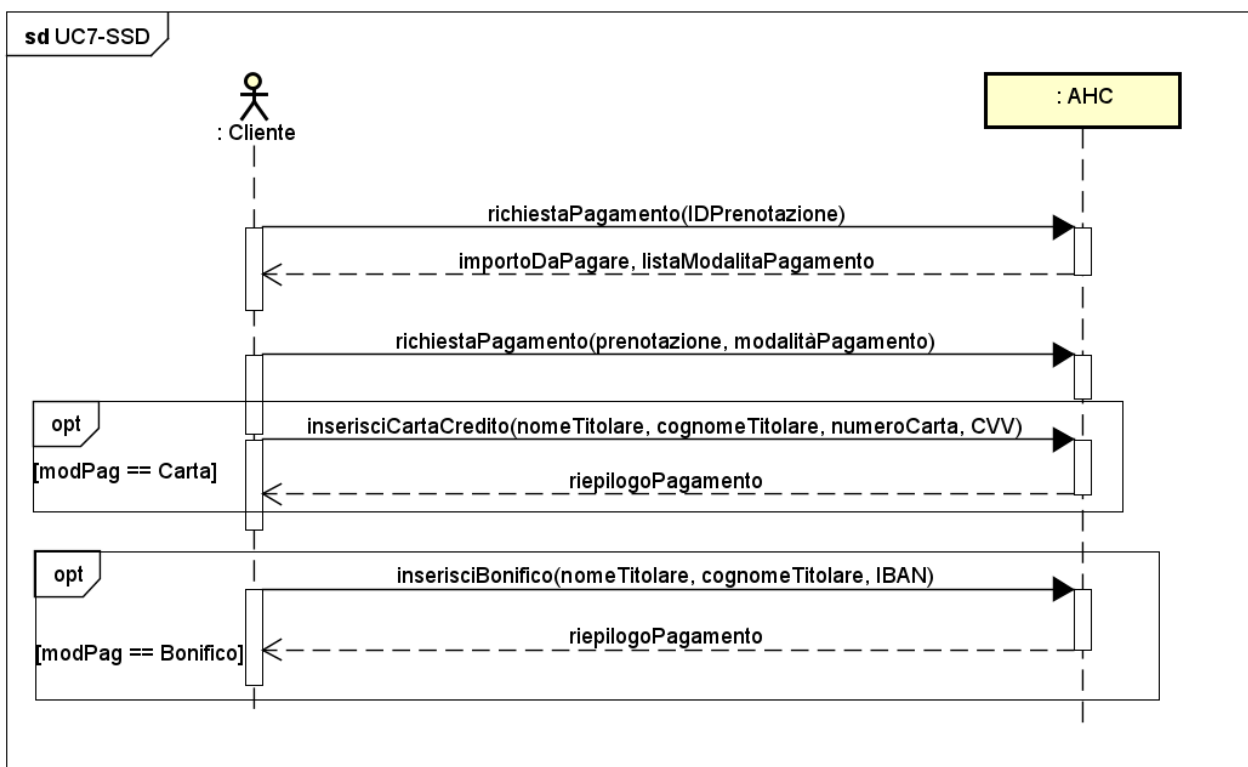 sd UC7-SSD
: Cliente
: AHC
richiestaPagamento(IDPrenotazione)
importoDaPagare, listaModalitaPagamento
richiestaPagamento(prenotazione, modalitàPagamento)
opt
inserisciCartaCredito(nomeTitolare, cognomeTitolare, numeroCarta, CVV)
[modPag == Carta]
riepilogoPagamento
opt
inserisciBonifico(nomeTitolare, cognomeTitolare, IBAN)
riepilogoPagamento
[modPag == Bonifico]